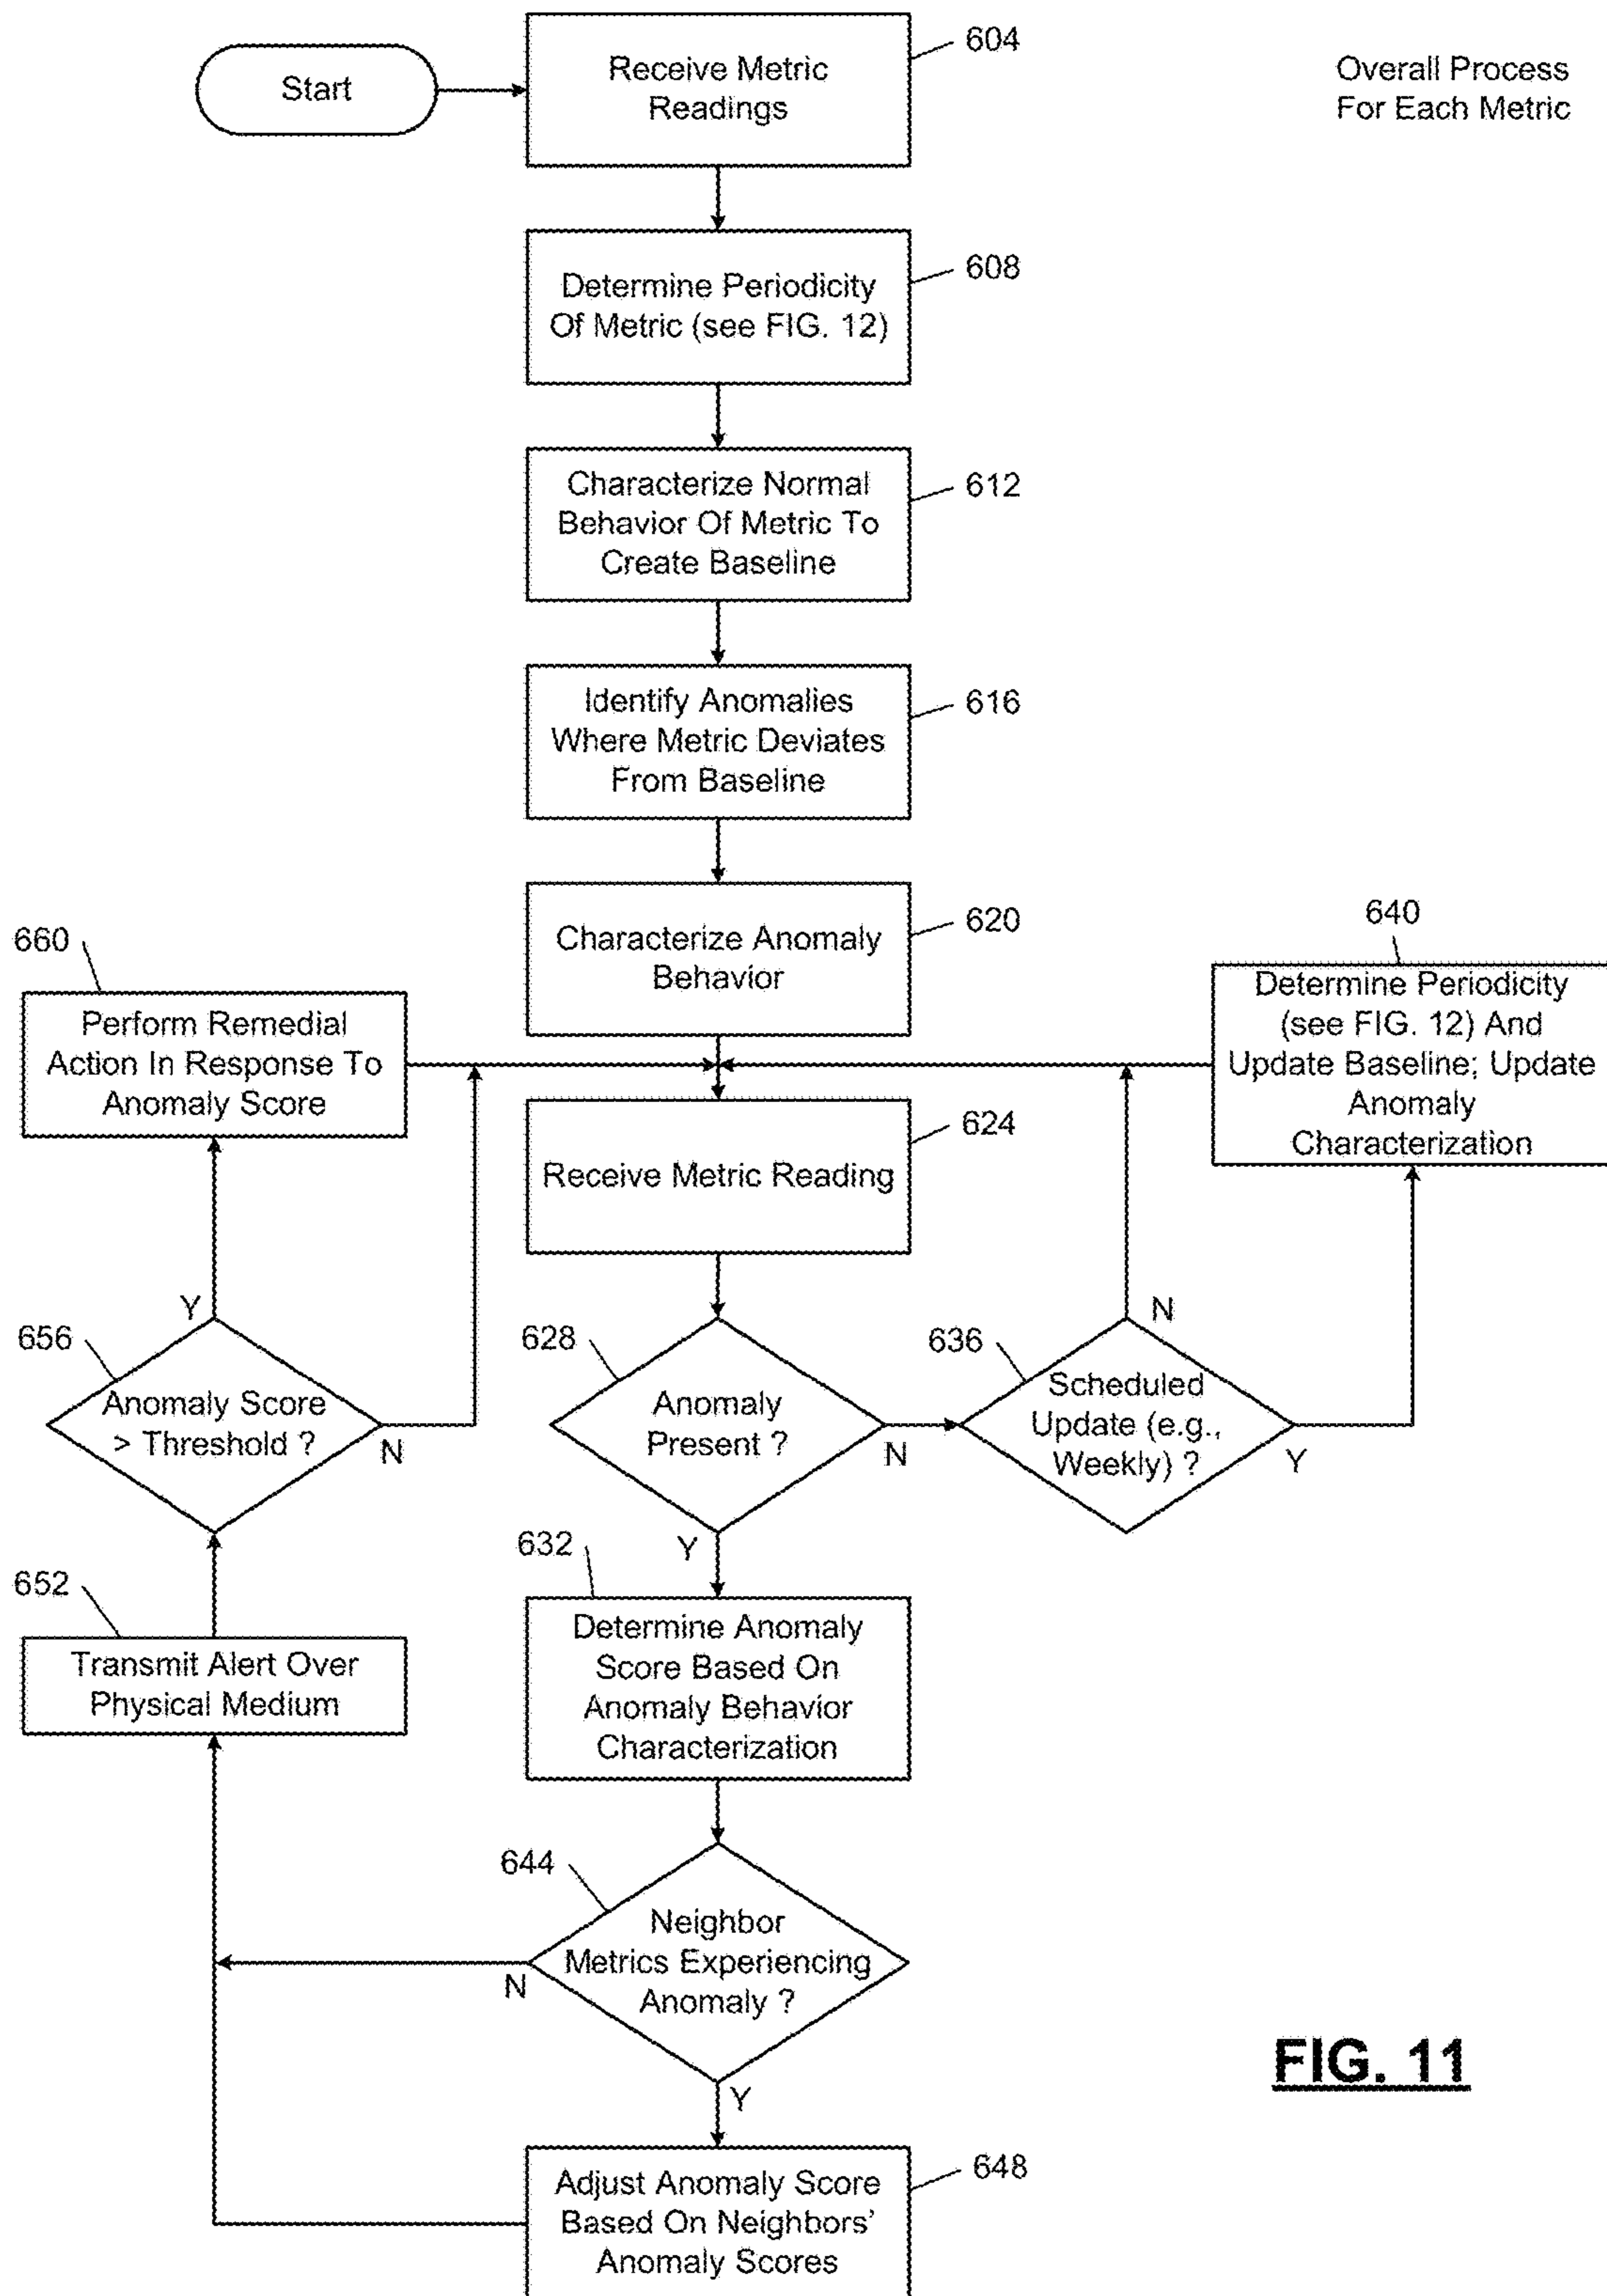 Start
Receive Metric
Readings
604
Overall Process
For Each Metric
Determine Periodicity
Of Metric (see FIG. 12)
608
Characterize Normal
Behavior Of Metric To
Create Baseline
612
Identify Anomalies
Where Metric Deviates
From Baseline
616
Characterize Anomaly
Behavior
620
660
Perform Remedial
Action In Response To
Anomaly Score
640
Determine Periodicity
(see FIG. 12) And
Update Baseline; Update
Anomaly
Characterization
Receive Metric Reading
624
656
Y
Anomaly Score
> Threshold ?
N
628
Anomaly
Present ?
N
Y
636
N
Scheduled
Update (e.g.,
Weekly) ?
Y
632
Determine Anomaly
Score Based On
Anomaly Behavior
Characterization
652
Transmit Alert Over
Physical Medium
644
Neighbor
Metrics Experiencing
Anomaly ?
N
Y
Adjust Anomaly Score
Based On Neighbors'
Anomaly Scores
648
FIG. 11